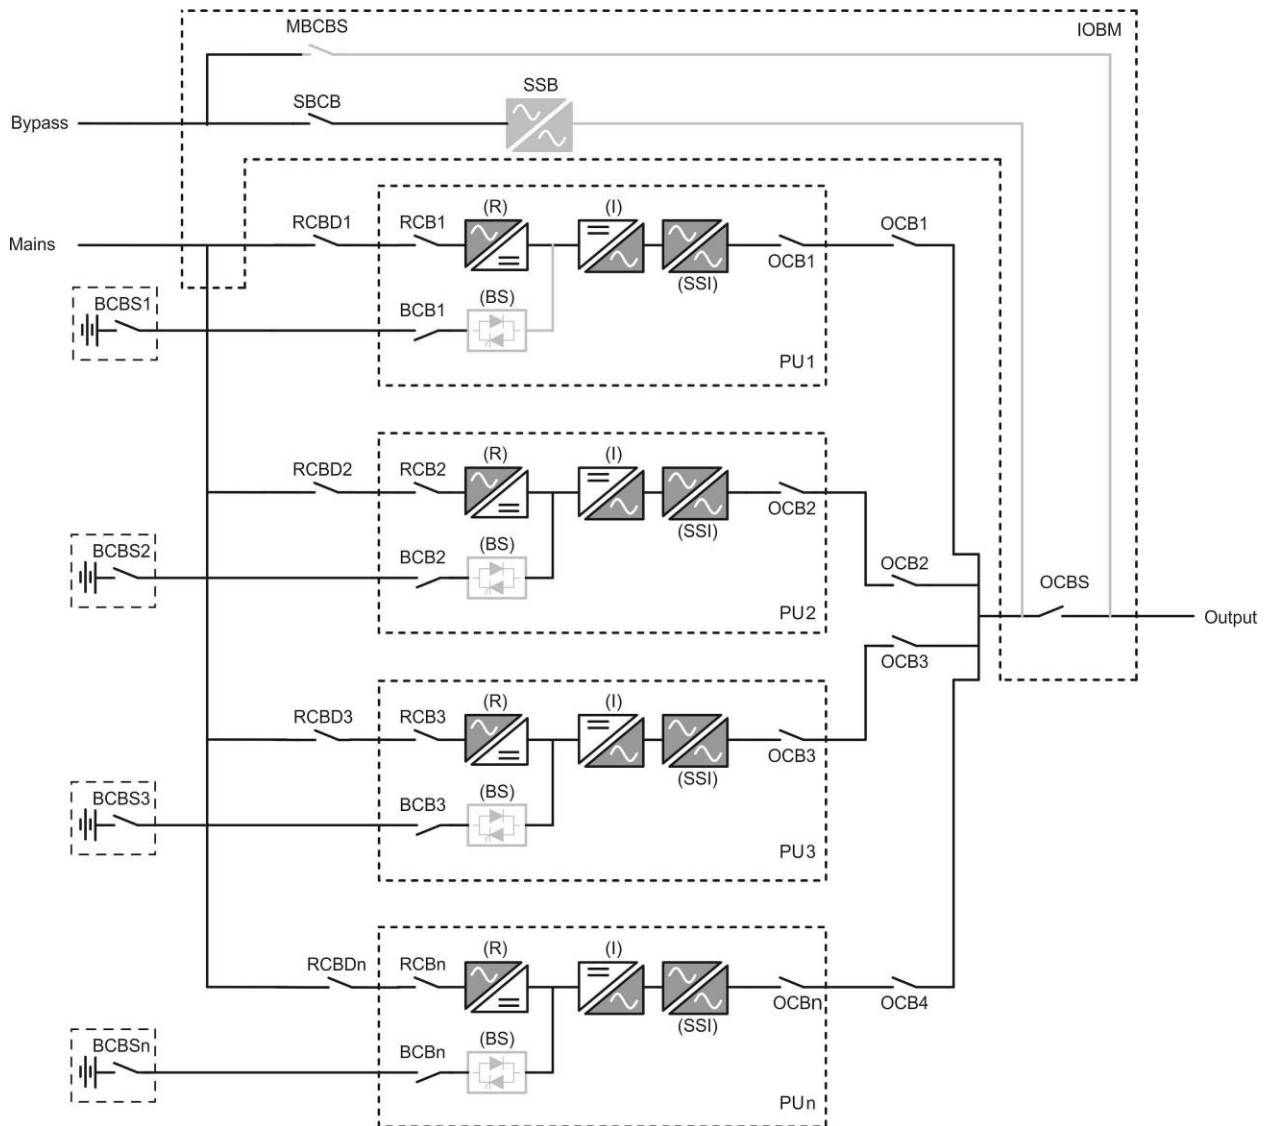 MBCBS
IOBM
SSB
SBCB
Bypass
(R)
(I)
RCBD1
RCB1
OCB1
Mains
OCB1
(SSI)
BCBS1
BCB1
(BS)
PU1
(R)
(I)
RCBD2
RCB2
OCB2
(SSI)
BCBS2
BCB2
(BS)
OCB2
OCBS
PU2
Output
OCB3
(R)
(I)
RCBD3
RCB3
OCB3
(SSI)
BCBS3
BCB3
(BS)
PU3
(R)
(I)
RCBDn
RCBn
OCBn
OCB4
(SSI)
BCBSn
BCBn
(BS)
PUn